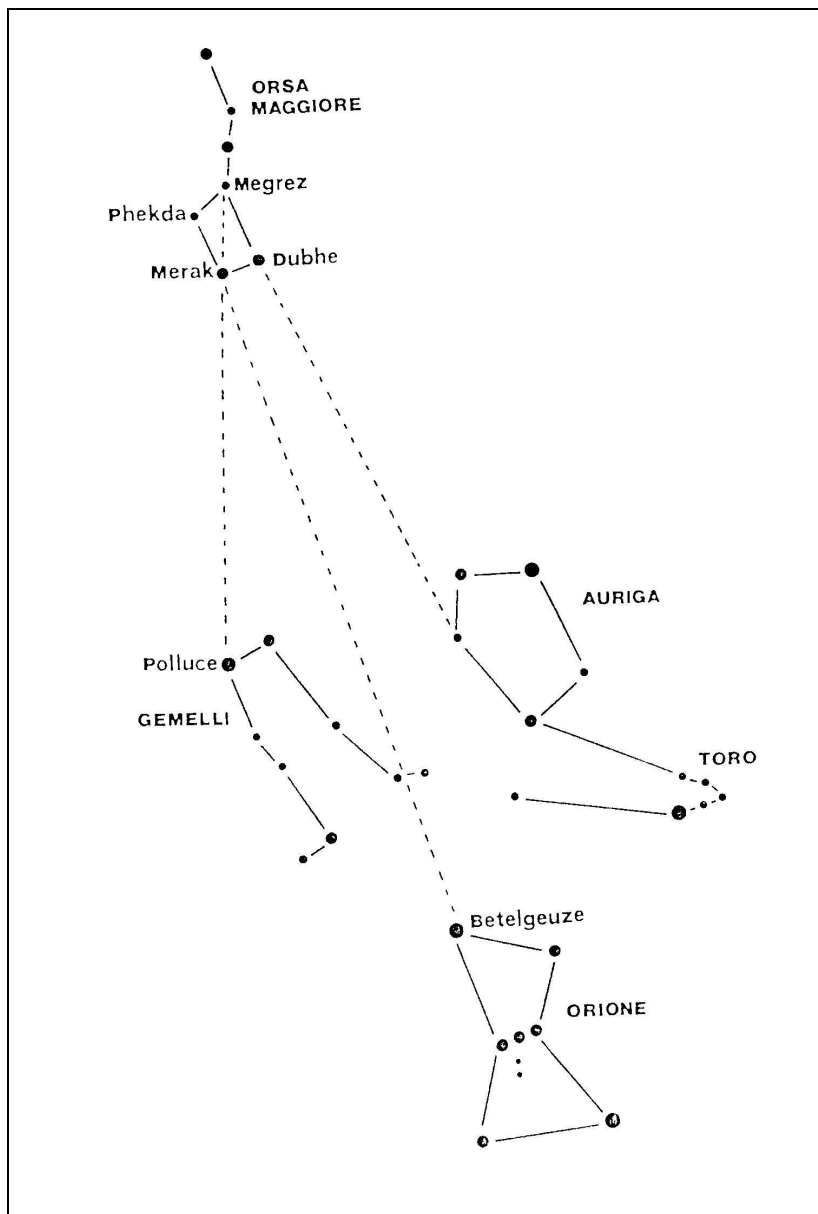 ORSA
MAGGIORE
Megrez
Phekda
Dubhe
Merak
AURIGA
Polluce
GEMELLI
TORO
Betelgeuze
ORIONE